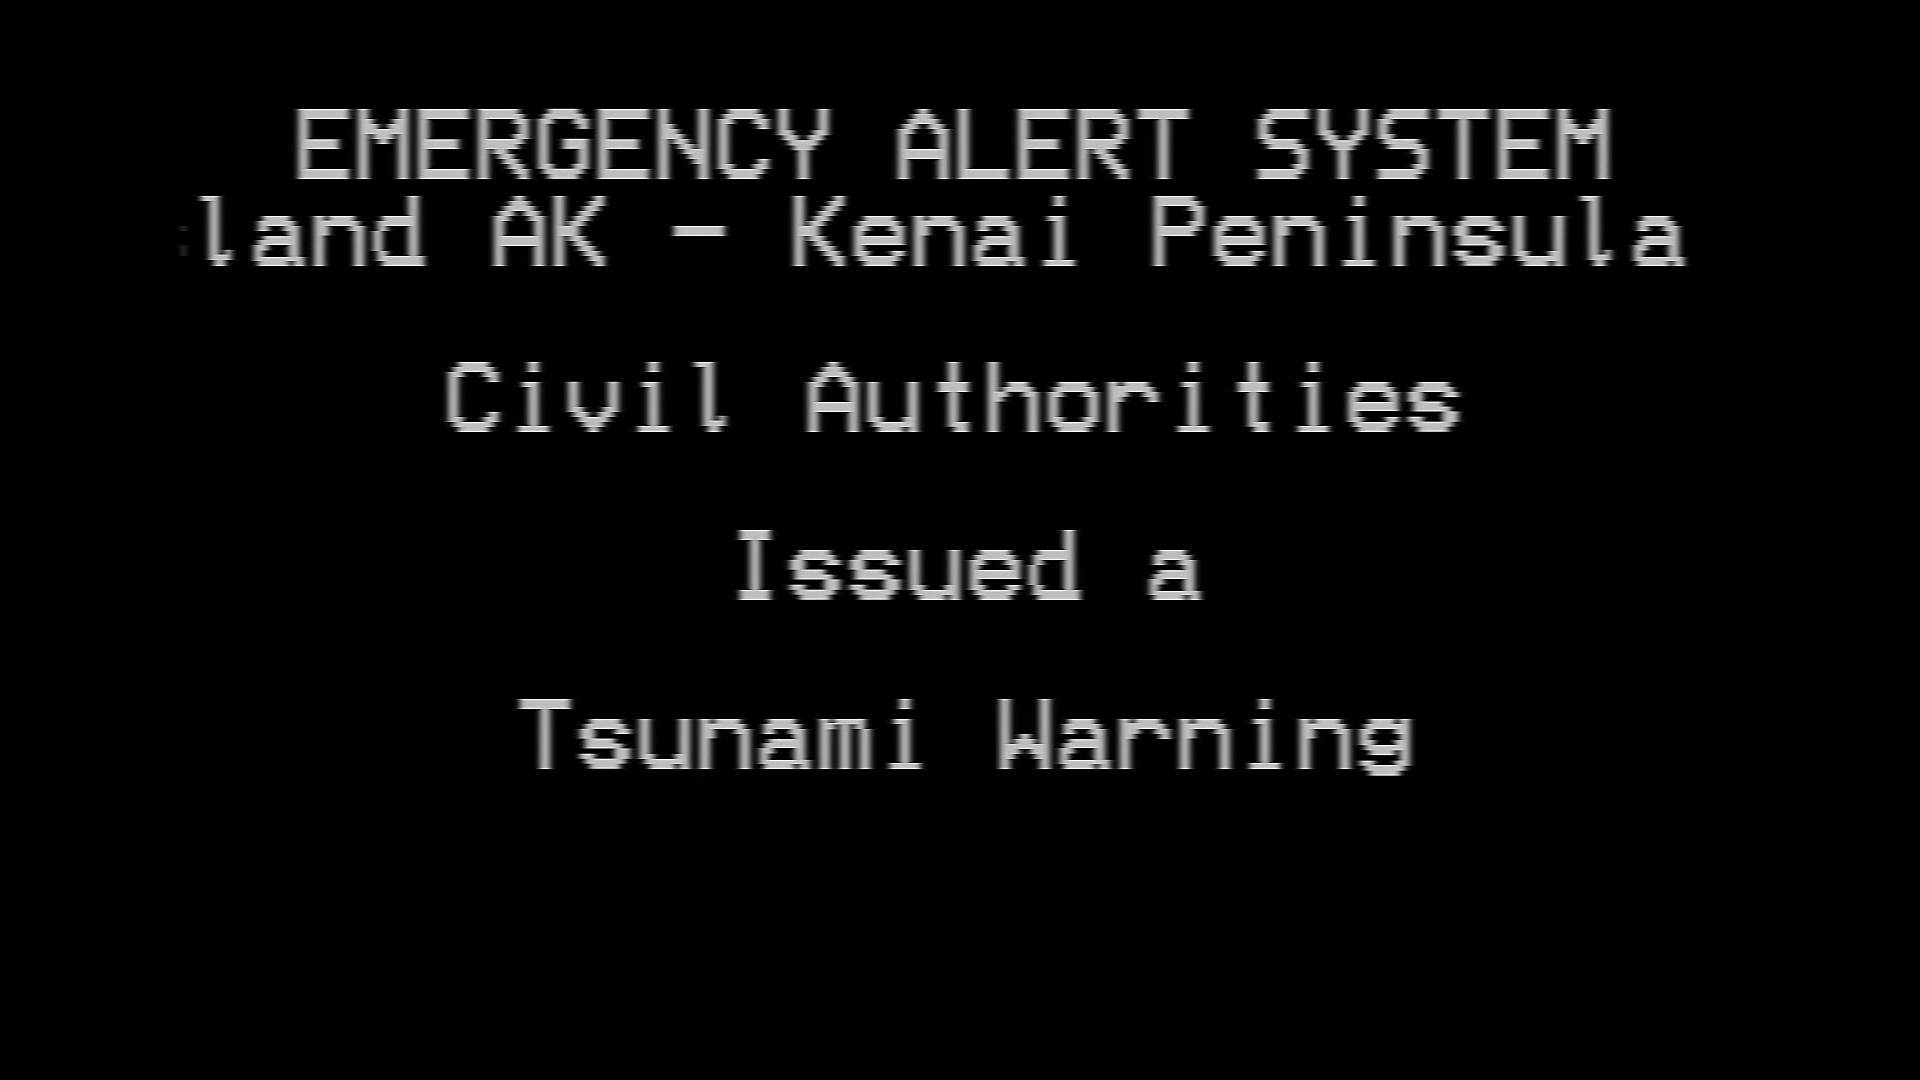 EMERGENCY ALERT SYSTEM
land AK - Kenai Peninsula
Civil Authorities
Issued a
Tsunami Warning